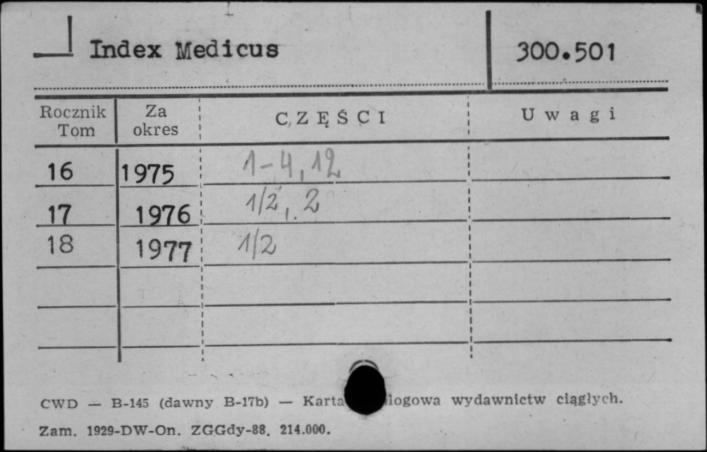 Index Medicus 300.501
Rocznik Tom Za okres CZĘŚCI Uwagi
16 1975 1-4, 12
17 1976 1/2, 2
18 1977 1/2
CWD — B-145 (dawny B-17b) — Karta logowa wydawnictw ciągłych.
Zam. 1929-DW-On. ZGGdy-88. 214.000.